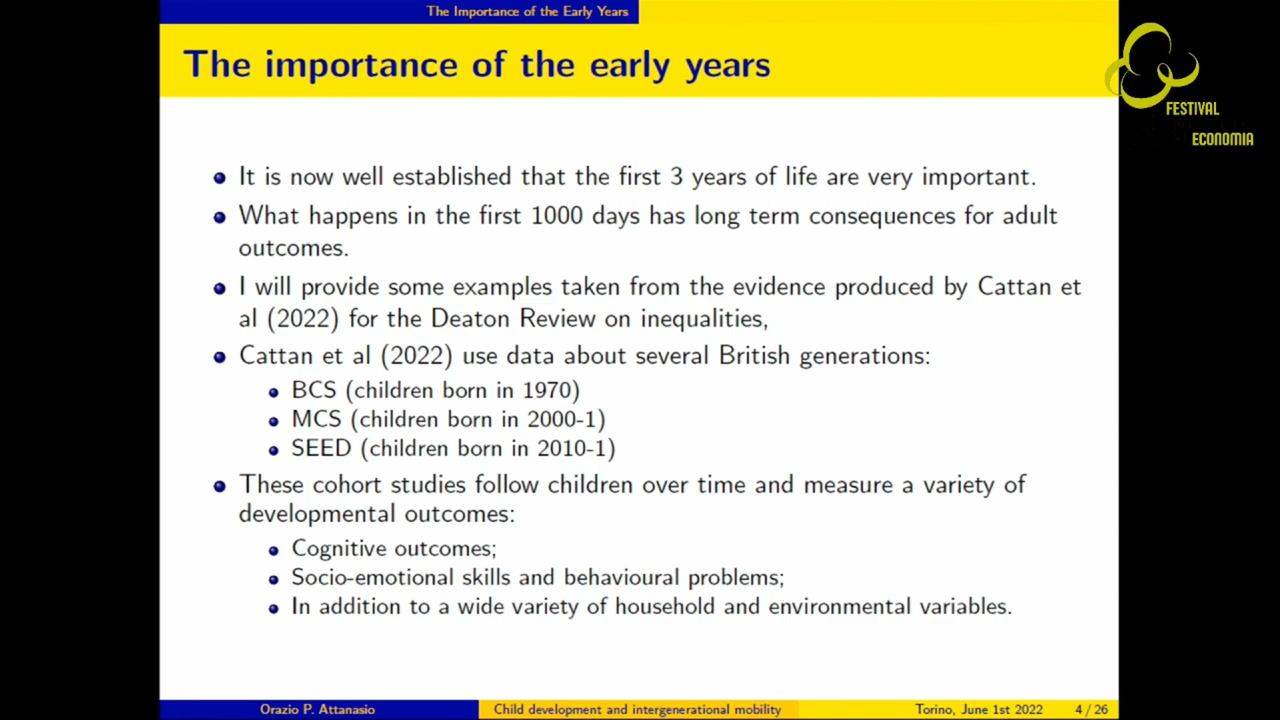 The Importance of the Early Years
The importance of the early years
FESTIVAL
ECONOMIA
It is now well established that the first 3 years of life are very important.
What happens in the first 1000 days has long term consequences for adult
outcomes.
I will provide some examples taken from the evidence produced by Cattan et
al (2022) for the Deaton Review on inequalities,
Cattan et al (2022) use data about several British generations:
BCS (children born in 1970)
MCS (children born in 2000-1)
SEED (children born in 2010-1)
These cohort studies follow children over time and measure a variety of
developmental outcomes:
Cognitive outcomes;
Socio-emotional skills and behavioural problems;
In addition to a wide variety of household and environmental variables.
Orazio P. Attanasio
Child development and intergenerational mobility
Torino, June 1st 2022
4 / 26